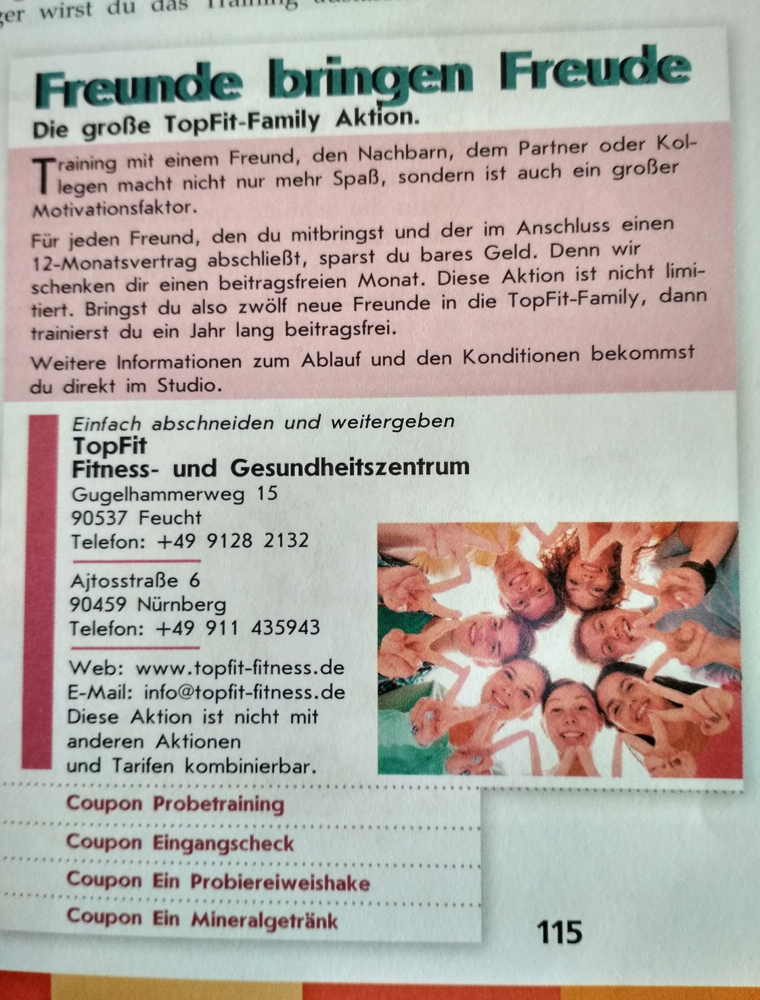 ger wirst du das Training
Freunde bringen Freude
Die große TopFit-Family Aktion.
Training mit einem Freund, den Nachbarn, dem Partner oder Kol-
legen macht nicht nur mehr Spaß, sondern ist auch ein großer
Motivationsfaktor.
Für jeden Freund, den du mitbringst und der im Anschluss einen
12-Monatsvertrag abschließt, sparst du bares Geld. Denn wir
schenken dir einen beitragsfreien Monat. Diese Aktion ist nicht limi-
tiert. Bringst du also zwölf neue Freunde in die TopFit-Family, dann
trainierst du ein Jahr lang beitragsfrei.
Weitere Informationen zum Ablauf und den Konditionen bekommst
du direkt im Studio.
Einfach abschneiden und weitergeben
TopFit
Fitness- und Gesundheitszentrum
Gugelhammerweg 15
90537 Feucht
Telefon: +49 9128 2132
Ajtosstraße 6
90459 Nürnberg
Telefon: +49 911 435943
Web: www.topfit-fitness.de
E-Mail: info@topfit-fitness.de
Diese Aktion ist nicht mit
anderen Aktionen
und Tarifen kombinierbar.
Coupon Probetraining
Coupon Eingangscheck
Coupon Ein Probiereiweishake
Coupon Ein Mineralgetränk
115